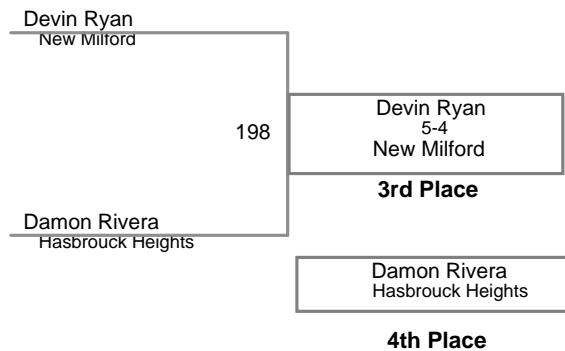 Devin Ryan
New Milford
198
Devin Ryan
5-4
New Milford
3rd Place
Damon Rivera
Hasbrouck Heights
Damon Rivera
Hasbrouck Heights
4th Place